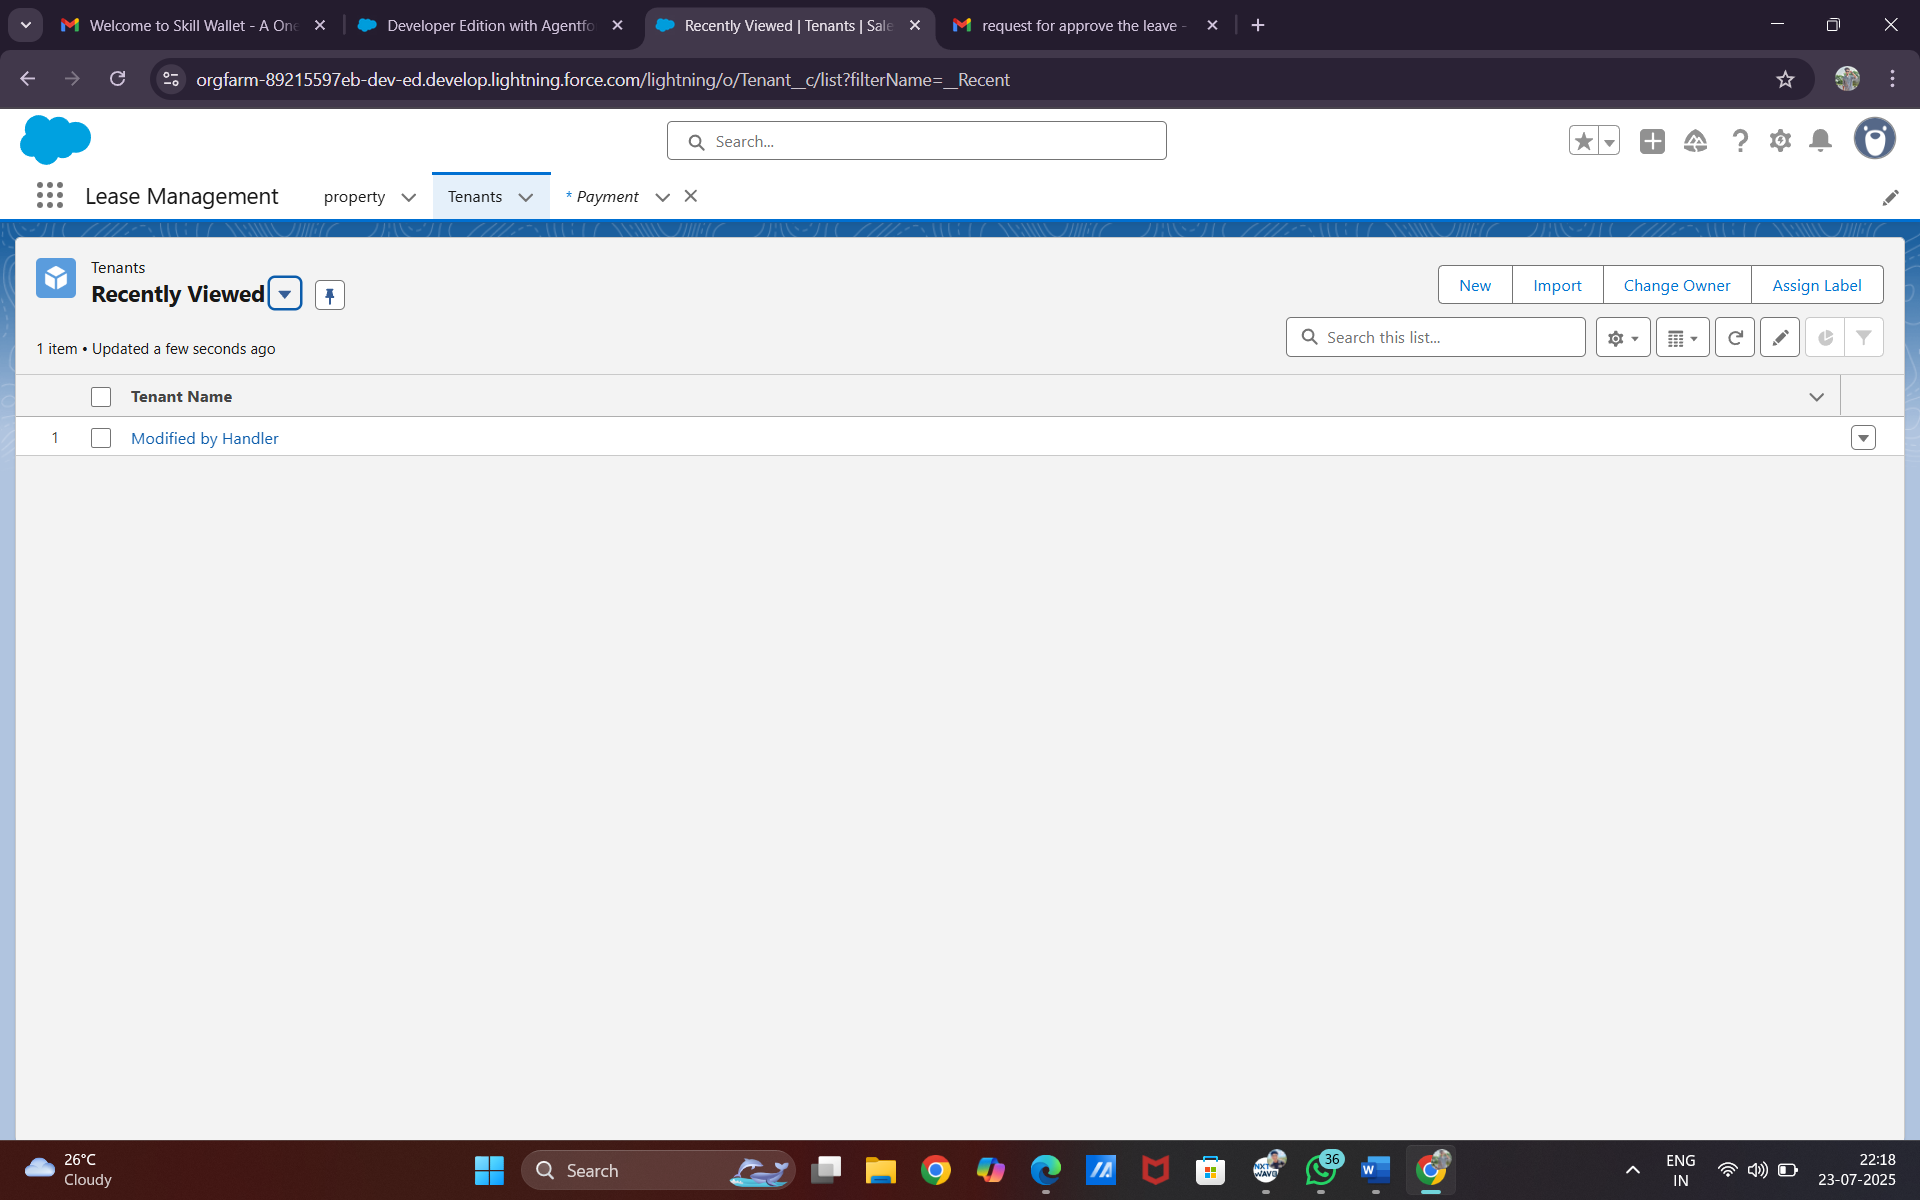 Welcome to Skill Wallet - A One
Developer Edition with Agentfo
Recently Viewed | Tenants | Sale
request for approve the leave -
orgfarm-89215597eb-dev-ed.develop.lightning.force.com/lightning/o/Tenant__c/list?filterName=__Recent
Search...
Lease Management
property
Tenants
* Payment
Tenants
Recently Viewed
New
Import
Change Owner
Assign Label
1 item • Updated a few seconds ago
Search this list...
Tenant Name
1
Modified by Handler
26°C
Cloudy
Search
NXT
WAVE
36
ENG
IN
22:18
23-07-2025